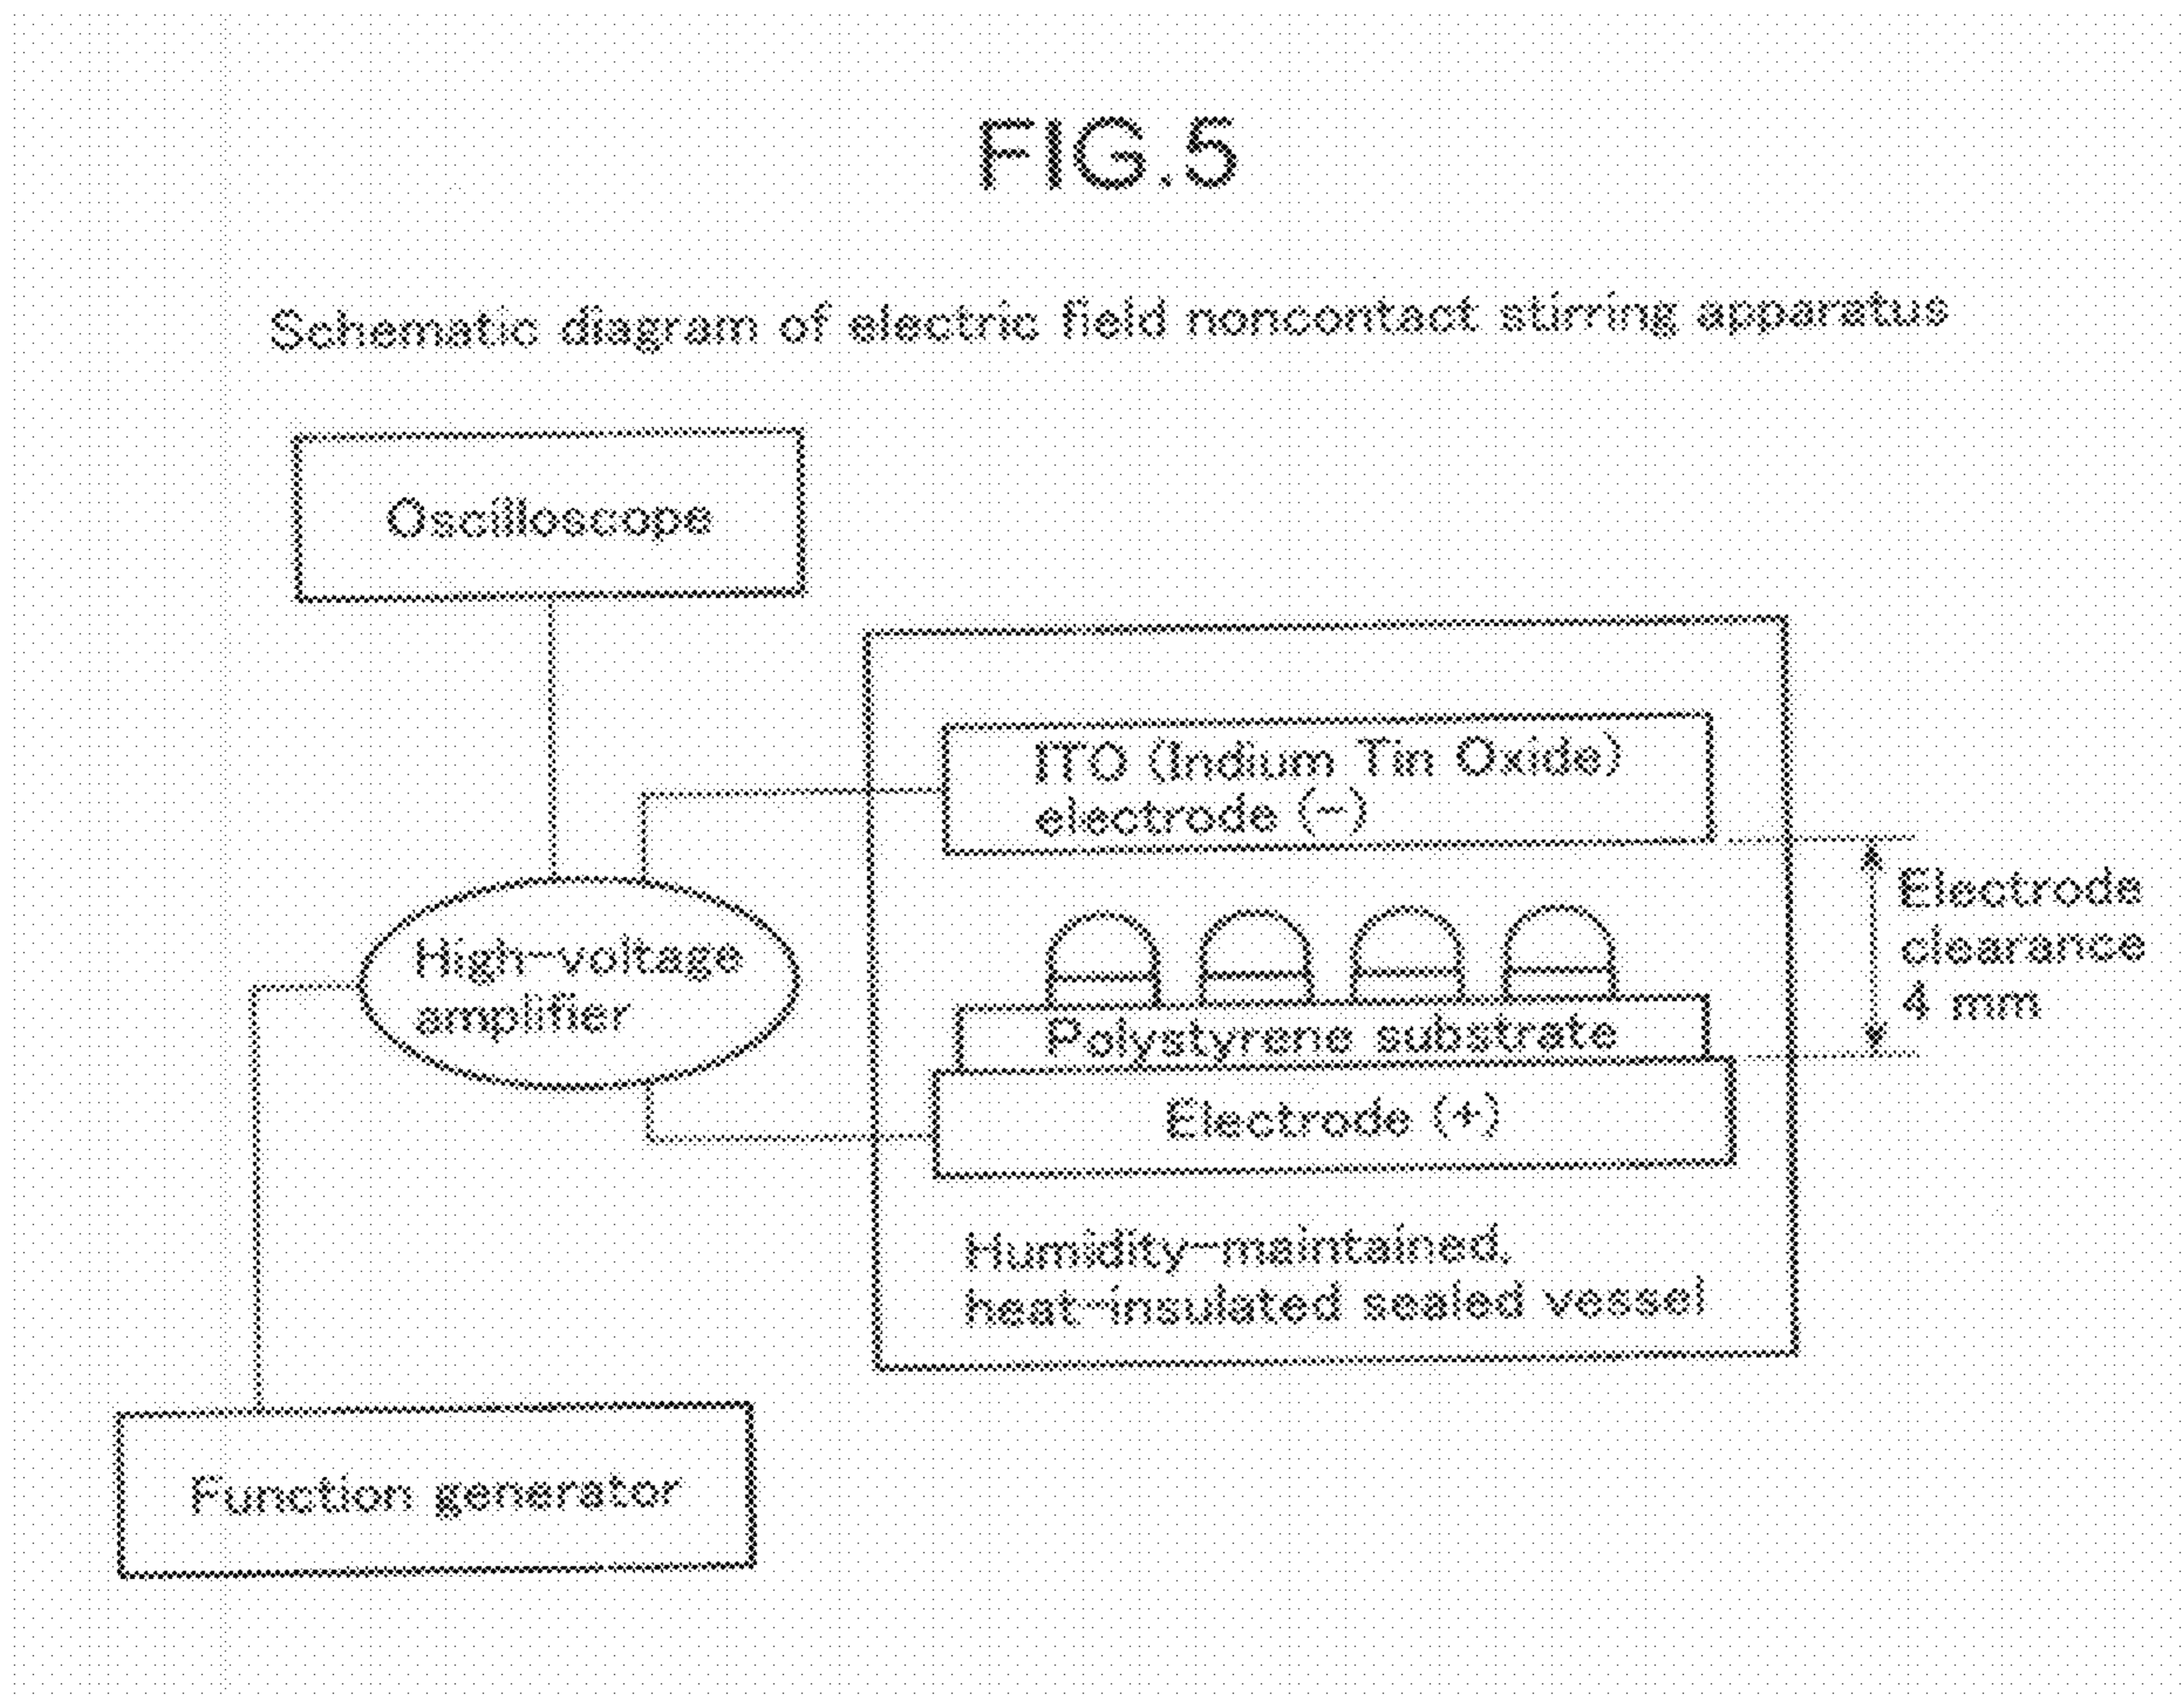 FIG.5
Schematic diagram of electric field noncontact stirring apparatus
Oscilloscope
ITO (Indium Tin Oxide)
electrode (-)
Electrode
clearance
4 mm
High-voltage
amplifier
Polystyrene substrate
Electrode (+)
Humidity-maintained,
heat-insulated sealed vessel
Function generator